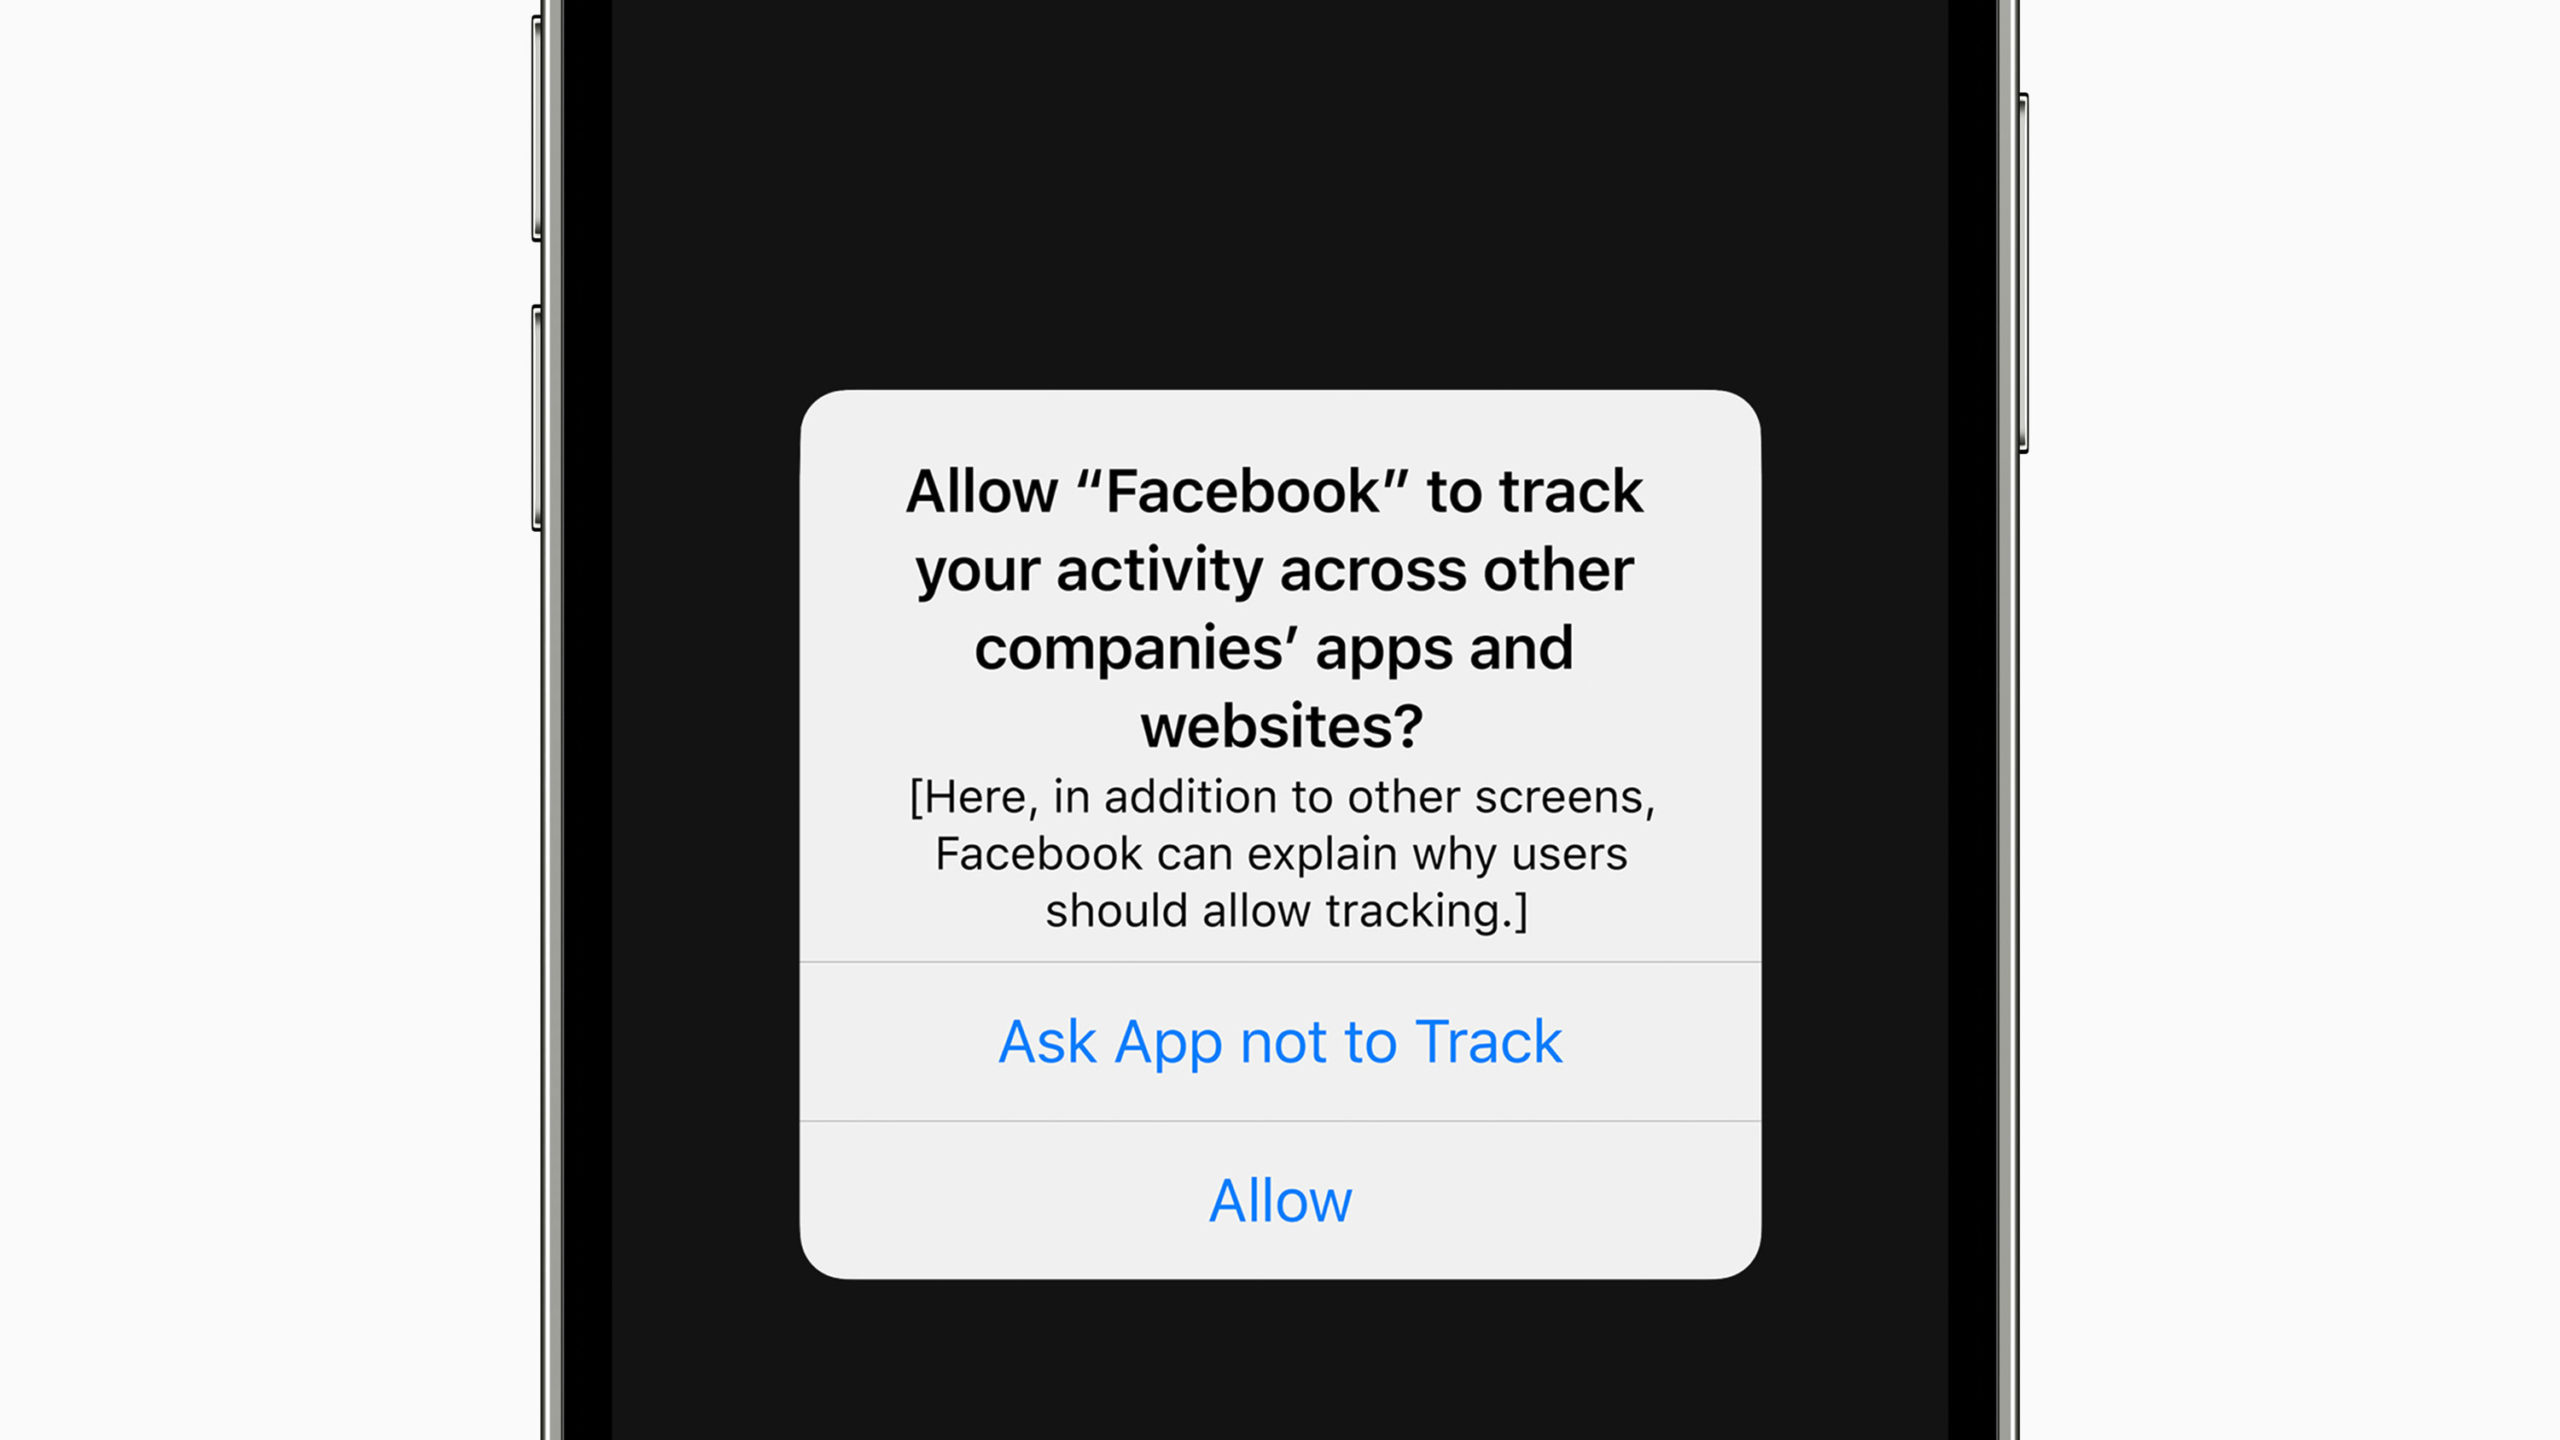 Allow “Facebook” to track
your activity across other
companies’ apps and
websites?
[Here, in addition to other screens,
Facebook can explain why users
should allow tracking.]
Ask App not to Track
Allow